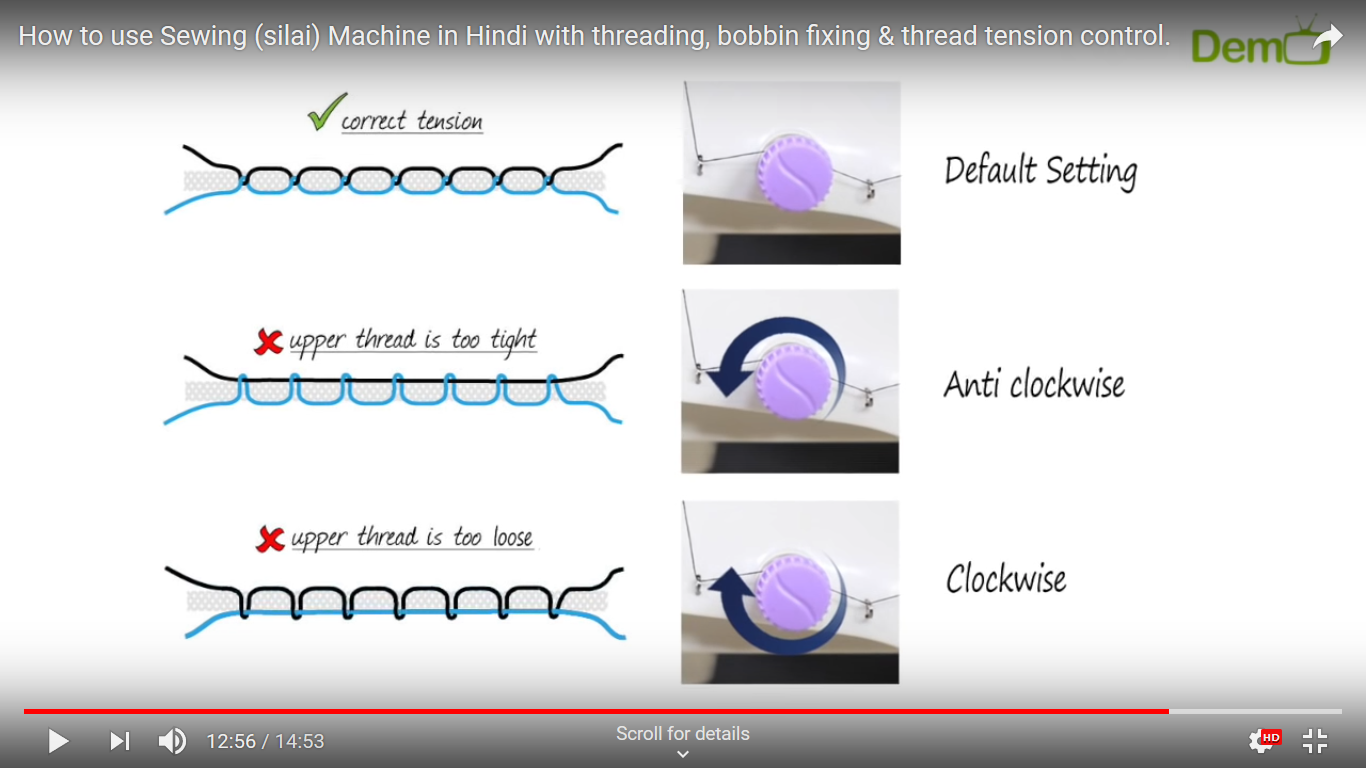 How to use Sewing (silai) Machine in Hindi with threading, bobbin fixing & thread tension control.
Dem
correct tension
Default Setting
upper thread is too tight
Anti clockwise
upper thread is too loose
Clockwise
12:56 / 14:53
Scroll for details
HD